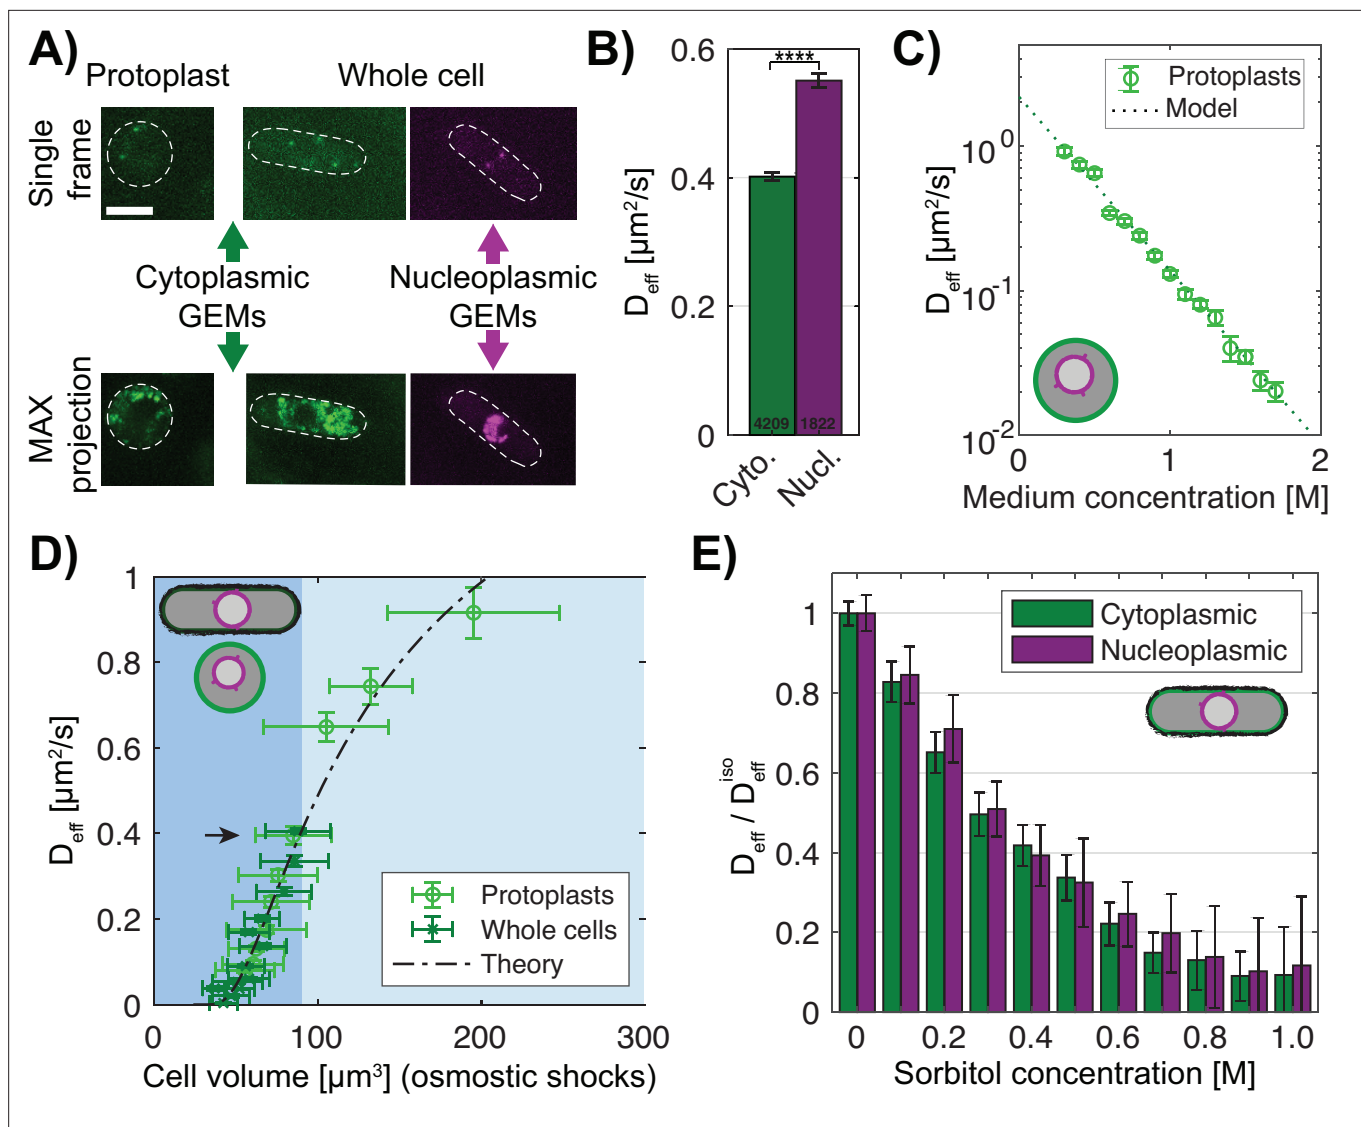 A)
Protoplast
Whole cell
Single
frame
Cytoplasmic
GEMs
Nucleoplasmic
GEMs
MAX
projection
B)
0.6
0.4
0.2
0
D_eff [µm²/s]
****
4209
1822
Cyto.
Nucl.
C)
Protoplasts
Model
D_eff [µm²/s]
10⁰
10⁻¹
10⁻²
0
1
2
Medium concentration [M]
D)
1
0.8
0.6
0.4
0.2
0
D_eff [µm²/s]
Protoplasts
Whole cells
Theory
0
100
200
300
Cell volume [µm³] (osmostic shocks)
E)
Cytoplasmic
Nucleoplasmic
1
0.8
0.6
0.4
0.2
0
D_eff / D_eff^iso
0
0.2
0.4
0.6
0.8
1.0
Sorbitol concentration [M]